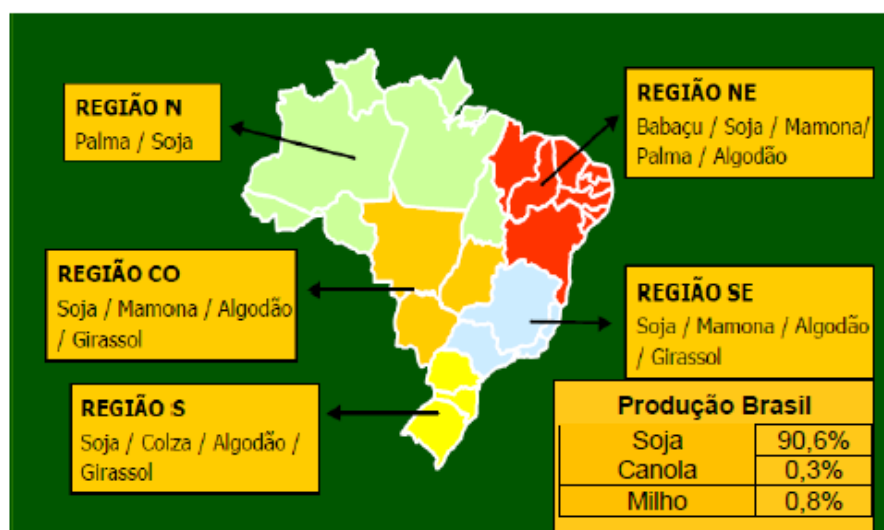 REGIÃO N
Palma / Soja
REGIÃO NE
Babaçu / Soja / Mamona/
Palma / Algodão
REGIÃO CO
Soja / Mamona / Algodão
/ Girassol
REGIÃO SE
Soja / Mamona / Algodão
/ Girassol
REGIÃO S
Soja / Colza / Algodão /
Girassol
Produção Brasil
Soja 90,6%
Canola 0,3%
Milho 0,8%